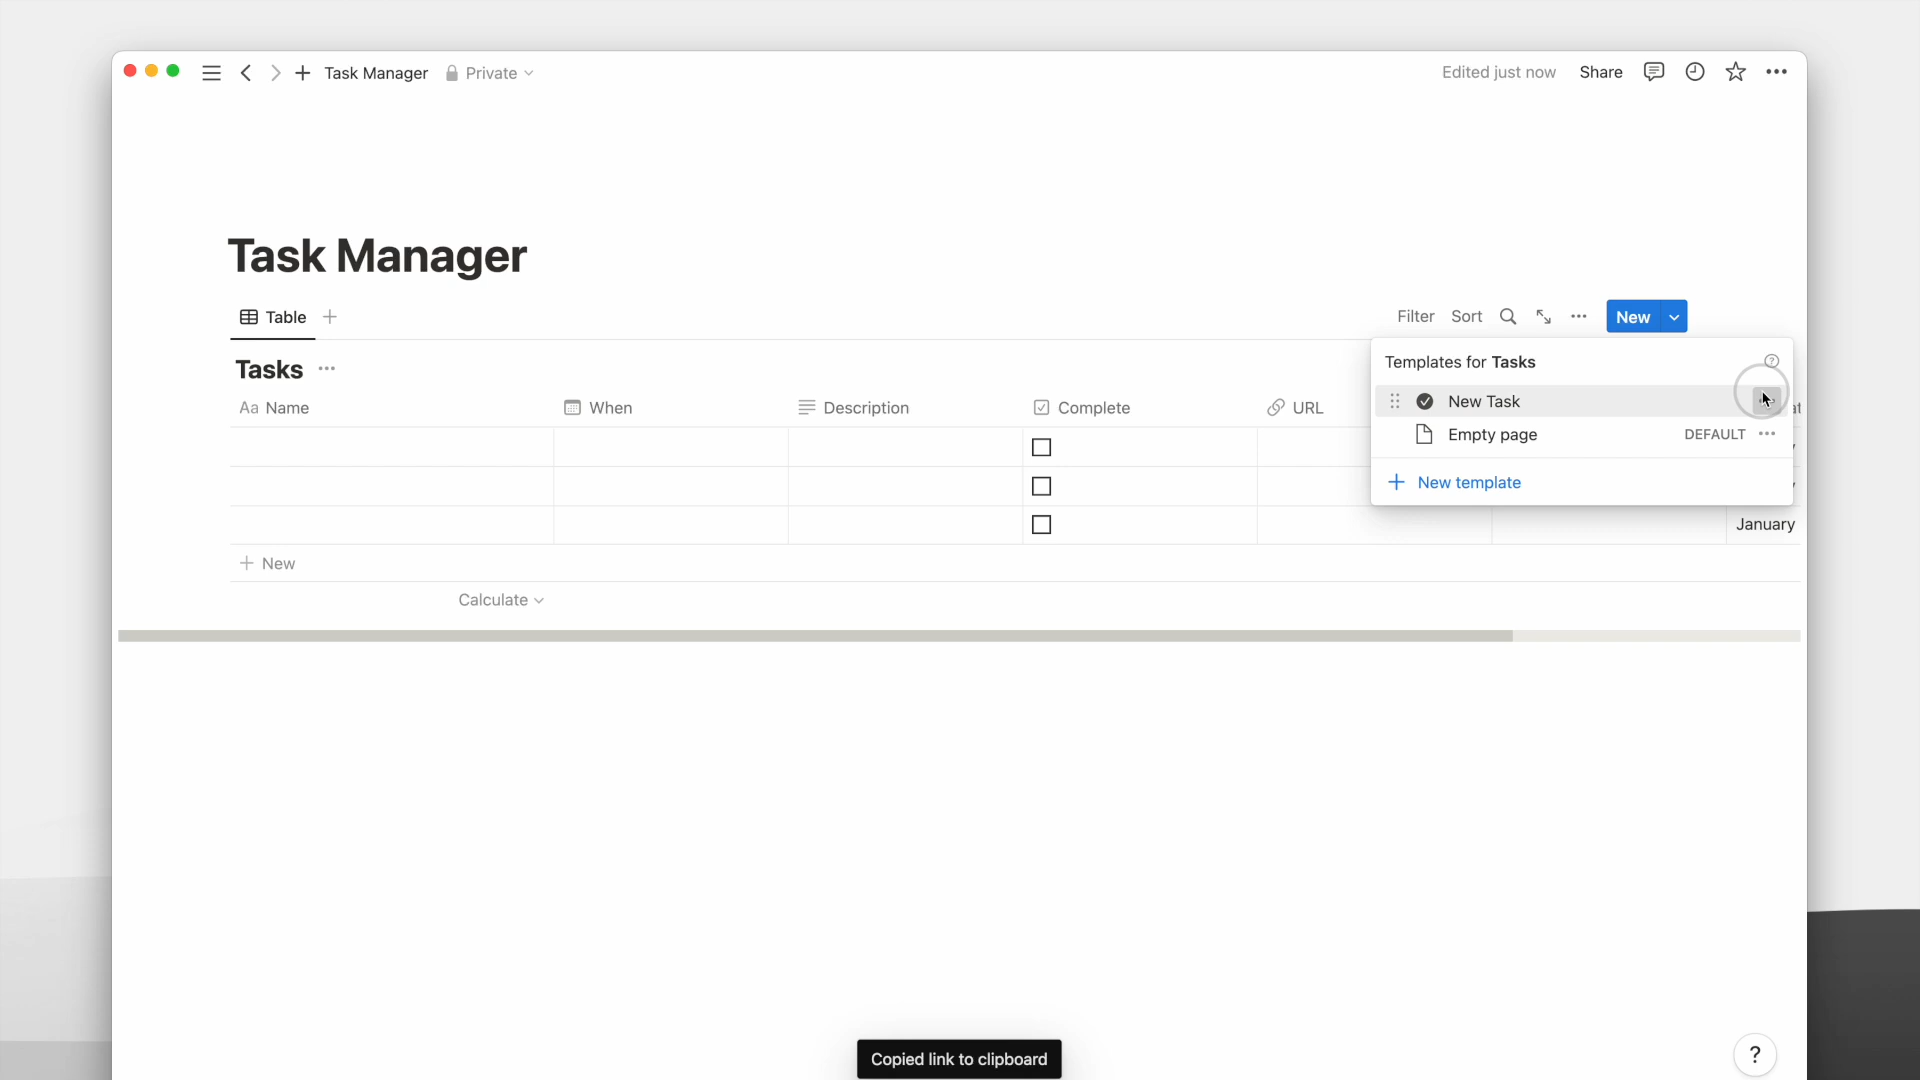 Task Manager Private Edited just now Share
Task Manager
Table Filter Sort New
Templates for Tasks
Tasks
New Task
Aa Name When Description Complete URL
Empty page DEFAULT
New template
January
New
Calculate
Copied link to clipboard
?